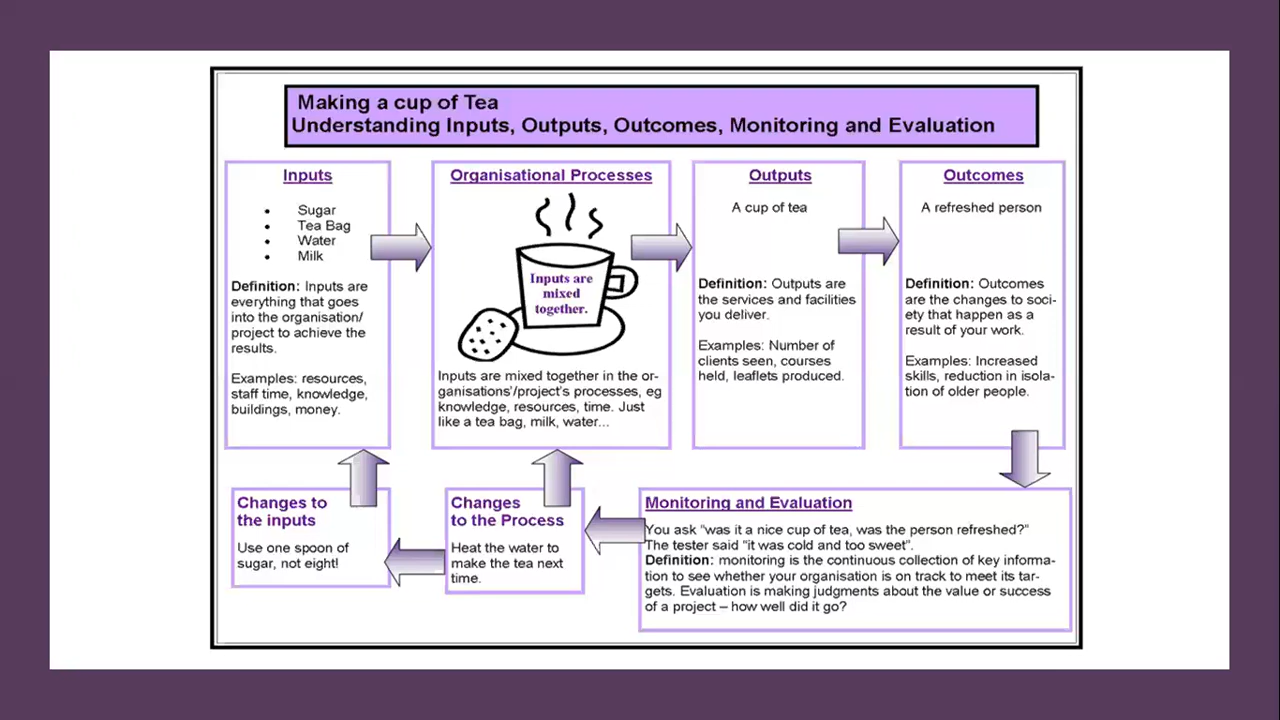 Making a cup of Tea
Understanding Inputs, Outputs, Outcomes, Monitoring and Evaluation
Inputs
• Sugar
• Tea Bag
• Water
• Milk
Definition: Inputs are
everything that goes
into the organisation/
project to achieve the
results.
Examples: resources,
staff time, knowledge,
buildings, money.
Organisational Processes
Inputs are
mixed
together.
Inputs are mixed together in the or-
ganisations'/project's processes, eg
knowledge, resources, time. Just
like a tea bag, milk, water...
Outputs
A cup of tea
Definition: Outputs are
the services and facilities
you deliver.
Examples: Number of
clients seen, courses
held, leaflets produced.
Outcomes
A refreshed person
Definition: Outcomes
are the changes to soci-
ety that happen as a
result of your work.
Examples: Increased
skills, reduction in isola-
tion of older people.
Changes to
the inputs
Use one spoon of
sugar, not eight!
Changes
to the Process
Heat the water to
make the tea next
time.
Monitoring and Evaluation
You ask "was it a nice cup of tea, was the person refreshed?"
The tester said "it was cold and too sweet".
Definition: monitoring is the continuous collection of key informa-
tion to see whether your organisation is on track to meet its tar-
gets. Evaluation is making judgments about the value or success
of a project – how well did it go?